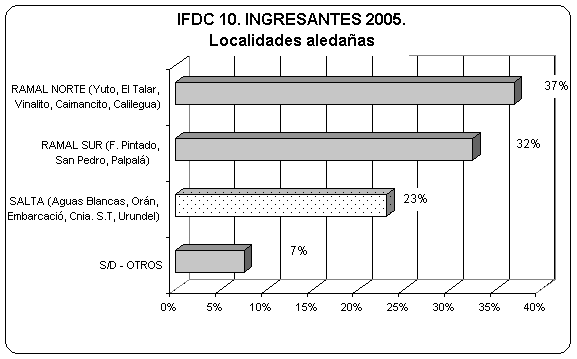 IFDC 10. INGRESANTES 2005.
Localidades aledañas
RAMAL NORTE (Yuto, El Talar,
Vinalito, Caimancito, Calilegua)
37%
RAMAL SUR (F. Pintado,
San Pedro, Palpalá)
32%
SALTA (Aguas Blancas, Orán,
Embarcació, Cnia. S.T, Urundel)
23%
S/D - OTROS
7%
0% 5% 10% 15% 20% 25% 30% 35% 40%